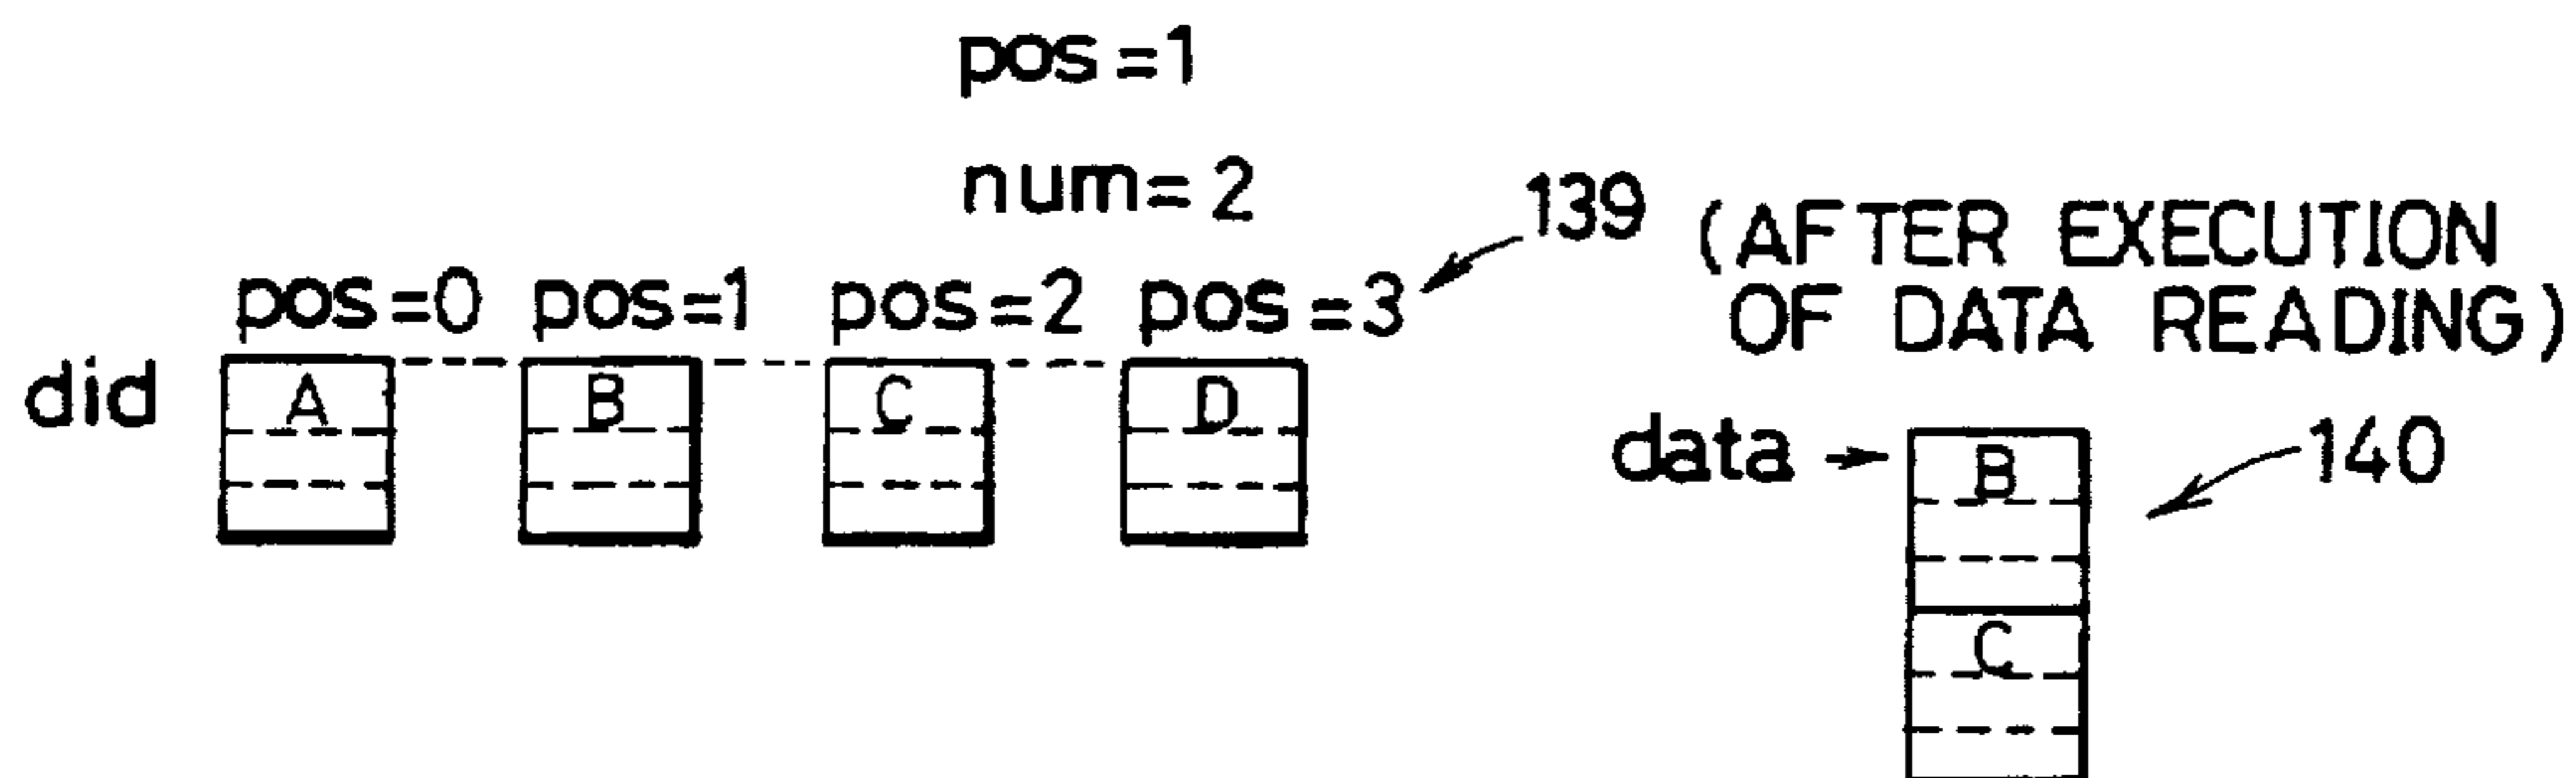 pos=1
num=2
139 (AFTER EXECUTION
OF DATA READING)
pos=0 pos=1 pos=2 pos=3
did A B C D
data B 140
C